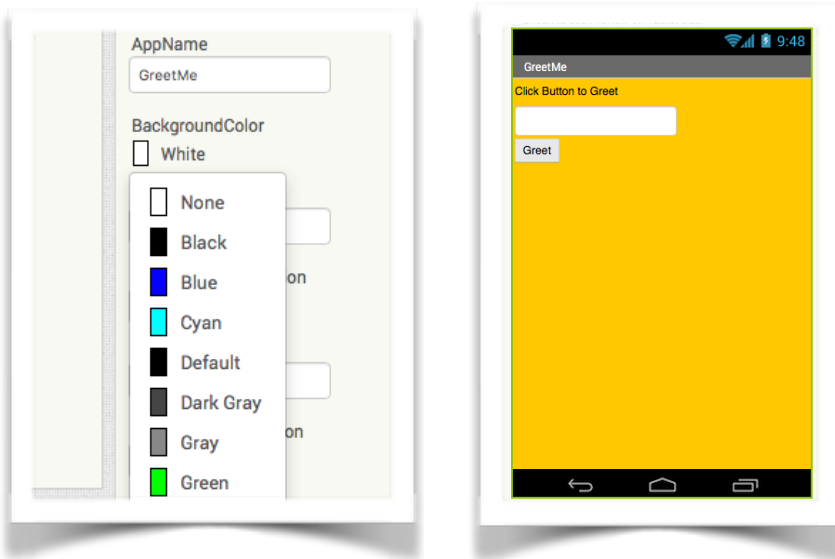 AppName
GreetMe
BackgroundColor
White
None
Black
Blue
on
Cyan
Default
Dark Gray
on
Gray
Green
9:48
GreetMe
Click Button to Greet
Greet